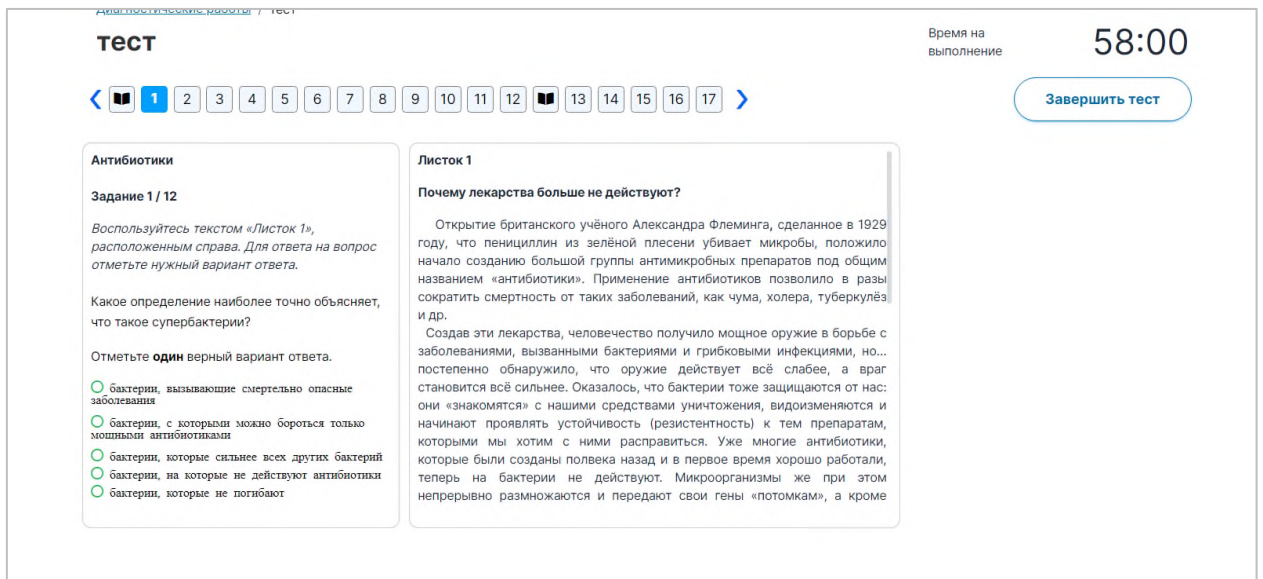 Диагностические работы / Тест
тест
Время на
выполнение
58:00
1 2 3 4 5 6 7 8 9 10 11 12 13 14 15 16 17
Завершить тест
Антибиотики
Задание 1 / 12
Воспользуйтесь текстом «Листок 1»,
расположенным справа. Для ответа на вопрос
отметьте нужный вариант ответа.
Какое определение наиболее точно объясняет,
что такое супербактерии?
Отметьте один верный вариант ответа.
бактерии, вызывающие смертельно опасные
заболевания
бактерии, с которыми можно бороться только
мощными антибиотиками
бактерии, которые сильнее всех других бактерий
бактерии, на которые не действуют антибиотики
бактерии, которые не погибают
Листок 1
Почему лекарства больше не действуют?
Открытие британского учёного Александра Флеминга, сделанное в 1929
году, что пенициллин из зелёной плесени убивает микробы, положило
начало созданию большой группы антимикробных препаратов под общим
названием «антибиотики». Применение антибиотиков позволило в разы
сократить смертность от таких заболеваний, как чума, холера, туберкулёз
и др.
Создав эти лекарства, человечество получило мощное оружие в борьбе с
заболеваниями, вызванными бактериями и грибковыми инфекциями, но...
постепенно обнаружило, что оружие действует всё слабее, а враг
становится всё сильнее. Оказалось, что бактерии тоже защищаются от нас:
они «знакомятся» с нашими средствами уничтожения, видоизменяются и
начинают проявлять устойчивость (резистентность) к тем препаратам,
которыми мы хотим с ними расправиться. Уже многие антибиотики,
которые были созданы полвека назад и в первое время хорошо работали,
теперь на бактерии не действуют. Микроорганизмы же при этом
непрерывно размножаются и передают свои гены «потомкам», а кроме